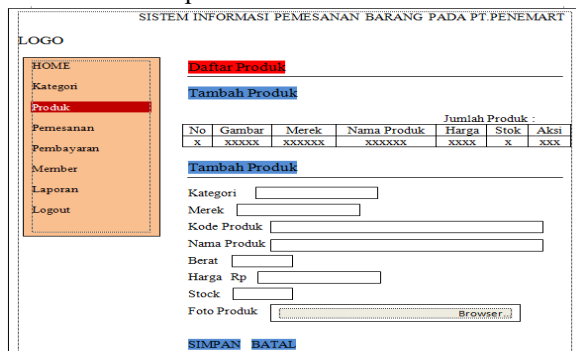 SISTEM INFORMASI PEMESANAN BARANG PADA PT.PENEMART
LOGO
HOME
Kategori
Produk
Pemesanan
Pembayaran
Member
Laporan
Logout
Daftar Produk
Tambah Produk
Jumlah Produk :
No Gambar Merek Nama Produk Harga Stok Aksi
x xxxxx xxxxxx xxxxxx xxxx x xxx
Tambah Produk
Kategori
Merek
Kode Produk
Nama Produk
Berat
Harga Rp
Stock
Foto Produk Browser...
SIMPAN BATAL